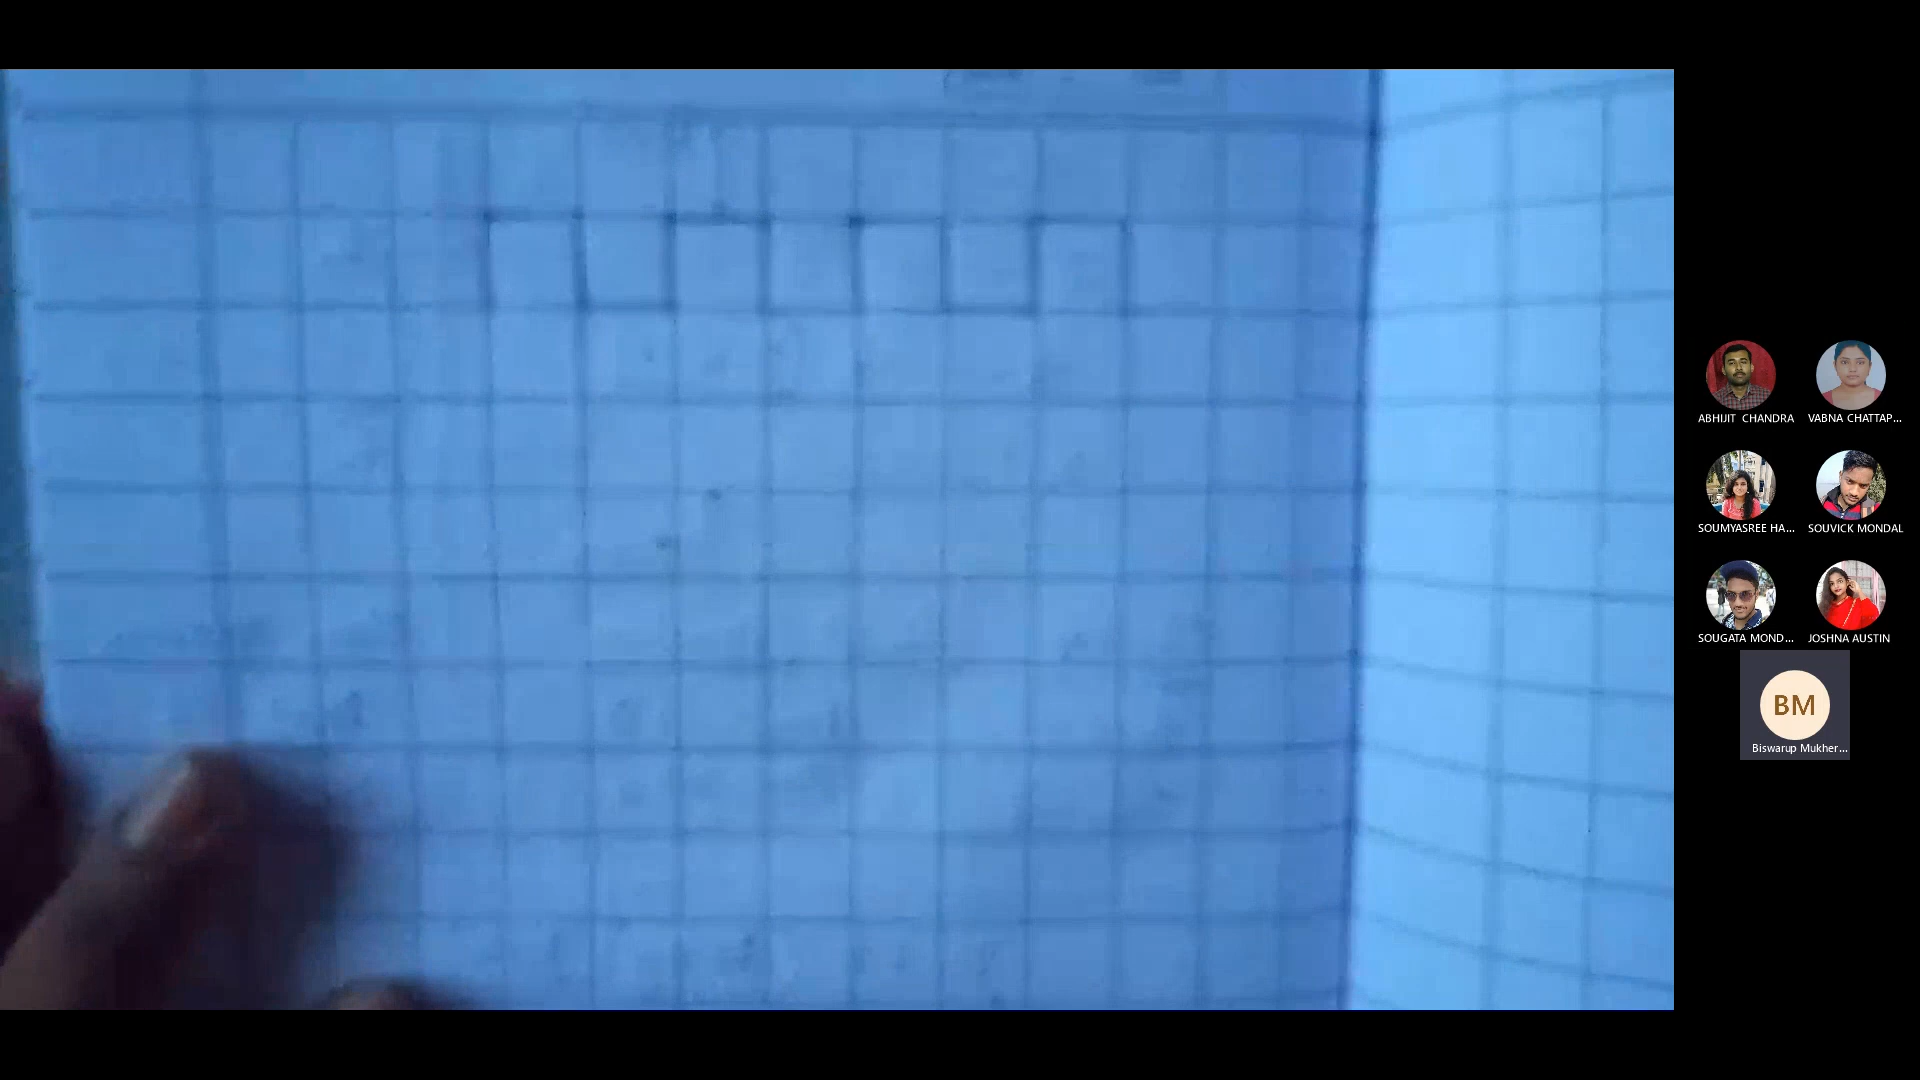 ABHIJIT CHANDRA
VABNA CHATTAP...
SOUMYASREE HA...
SOUVICK MONDAL
SOUGATA MOND...
JOSHNA AUSTIN
BM
Biswarup Mukher...